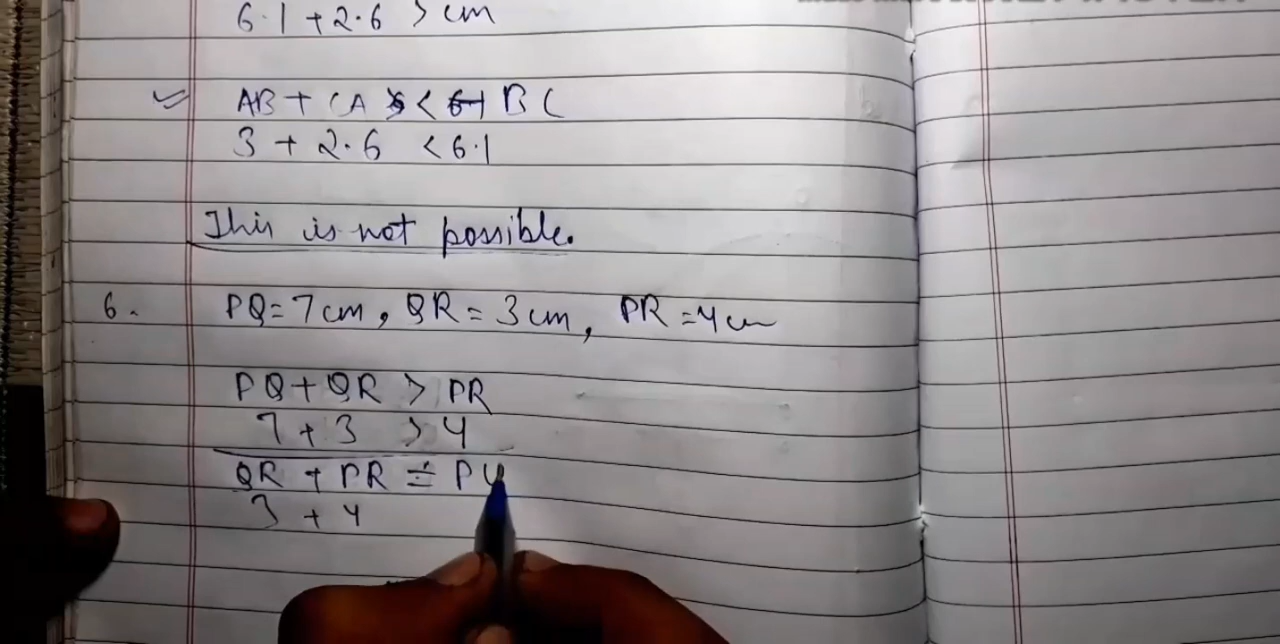 6.1 + 2.6 > cm
AB + CA < BC
3 + 2.6 < 6.1
This is not possible.
6. PQ = 7 cm, QR = 3 cm, PR = 4 cm
PQ + QR > PR
7 + 3 > 4
QR + PR = PQ
3 + 4